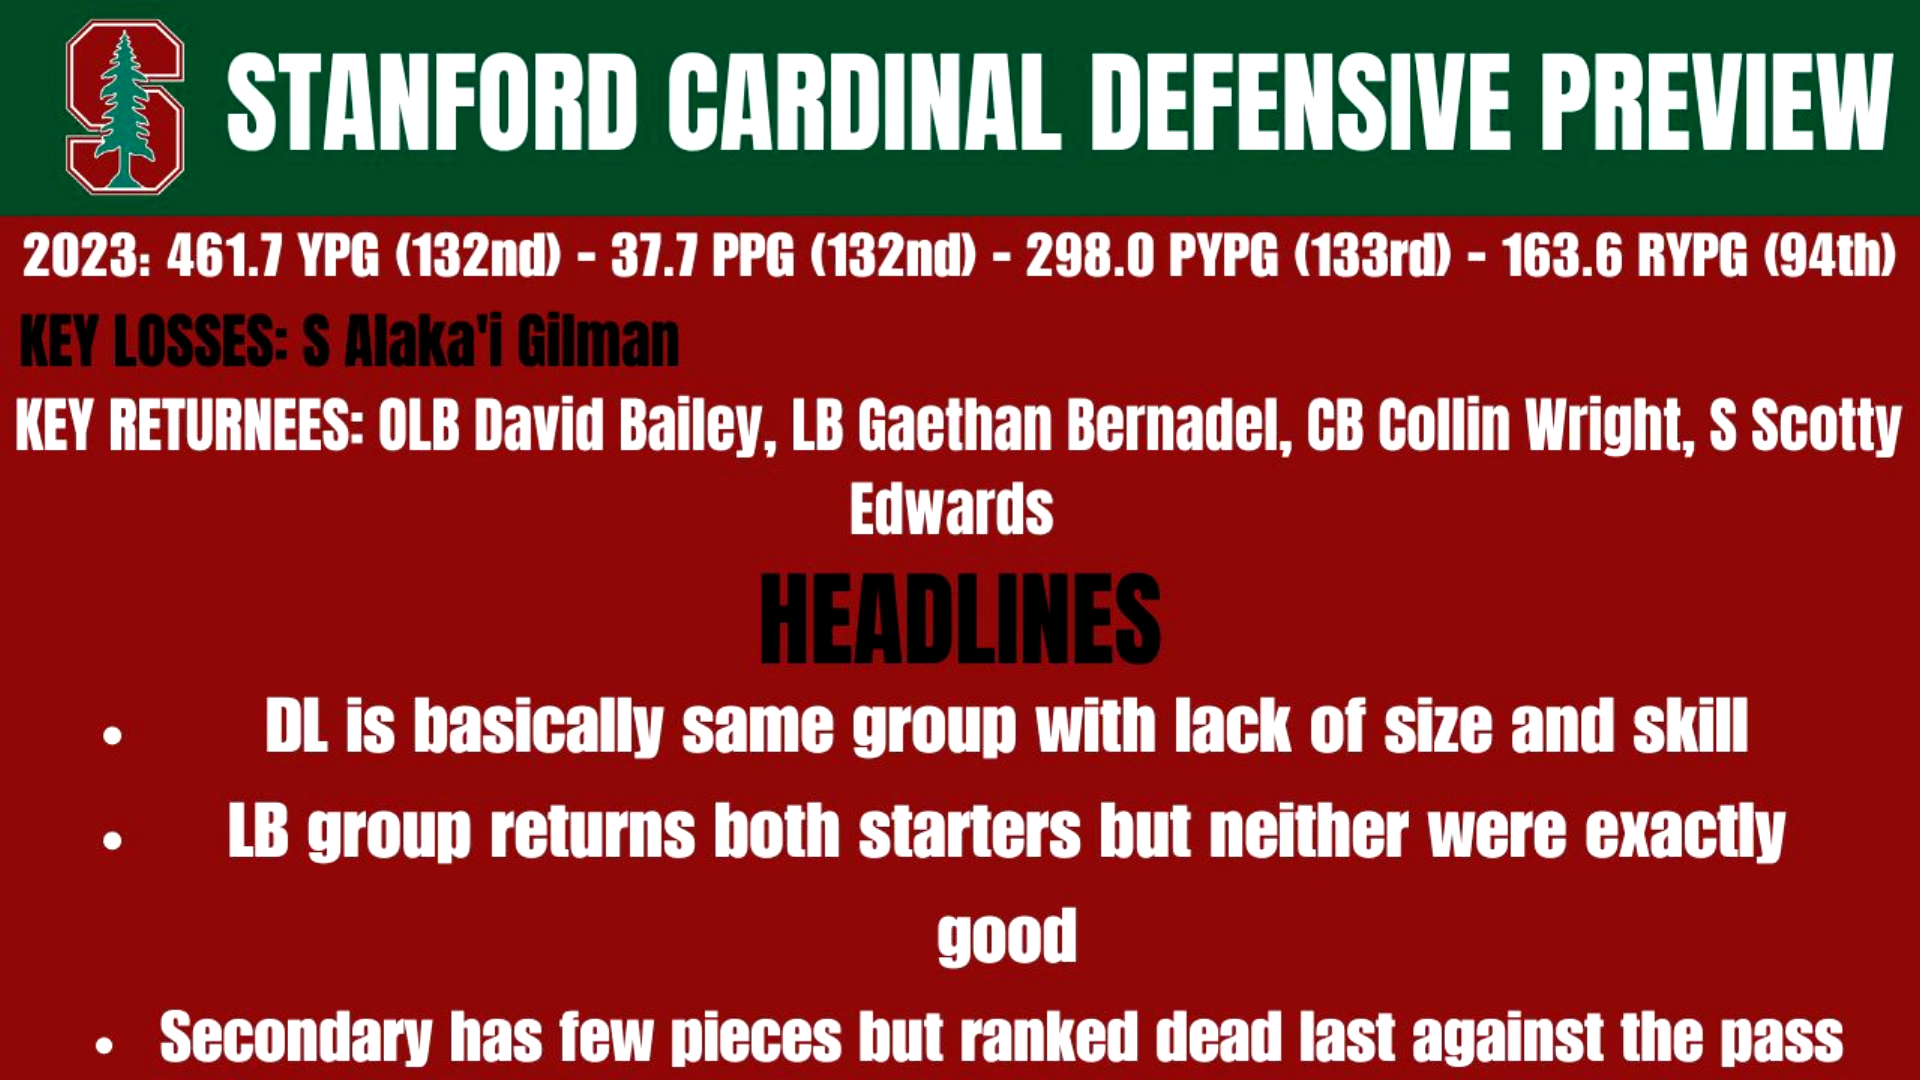 STANFORD CARDINAL DEFENSIVE PREVIEW
2023: 461.7 YPG (132nd) - 37.7 PPG (132nd) - 298.0 PYPG (133rd) - 163.6 RYPG (94th)
KEY LOSSES: S Alaka'i Gilman
KEY RETURNEES: OLB David Bailey, LB Gaethan Bernadel, CB Collin Wright, S Scotty
Edwards
HEADLINES
• DL is basically same group with lack of size and skill
• LB group returns both starters but neither were exactly
good
• Secondary has few pieces but ranked dead last against the pass